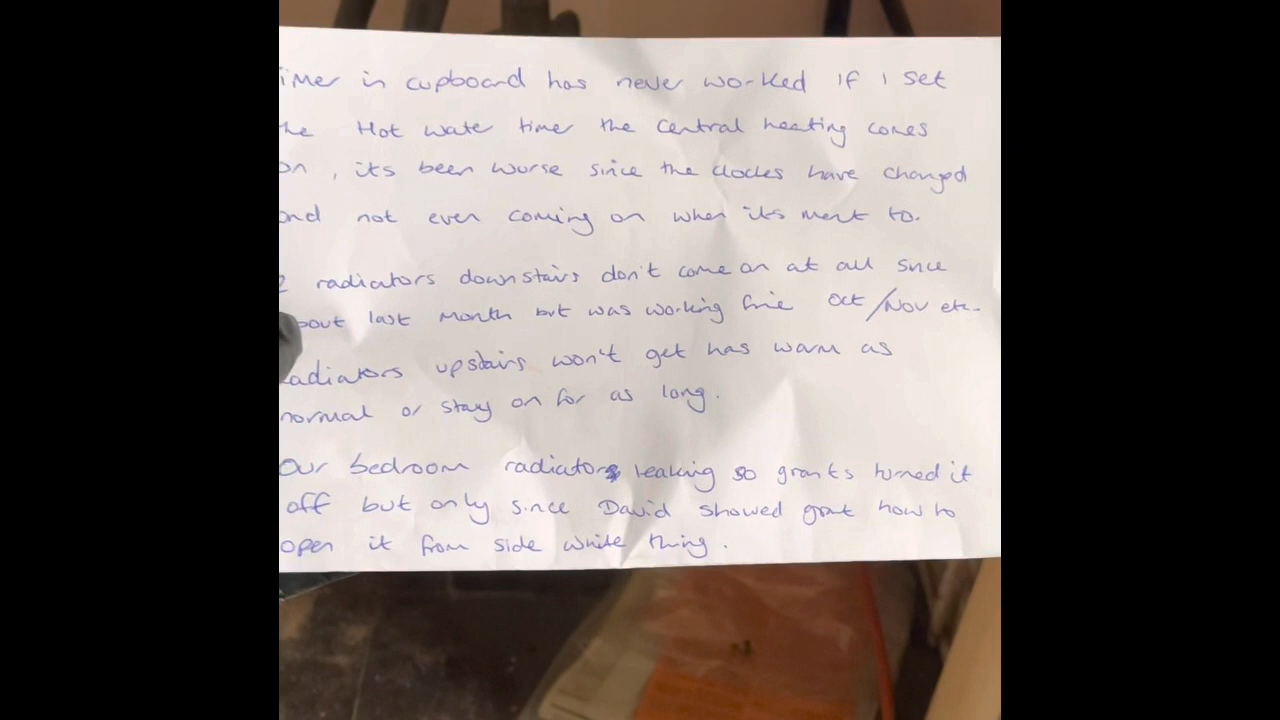 imer in cupboard has never worked if I set
he Hot water timer the central heating comes
on, its been worse since the clocks have changed
and not even coming on when its ment to.
2 radiators downstairs don't come on at all since
bout last month but was working fine Oct/Nov etc.
radiators upstairs won't get has warm as
normal or stay on for as long.
Our bedroom radiators leaking so grants turned it
off but only since David showed grant how to
open it from side white thing.